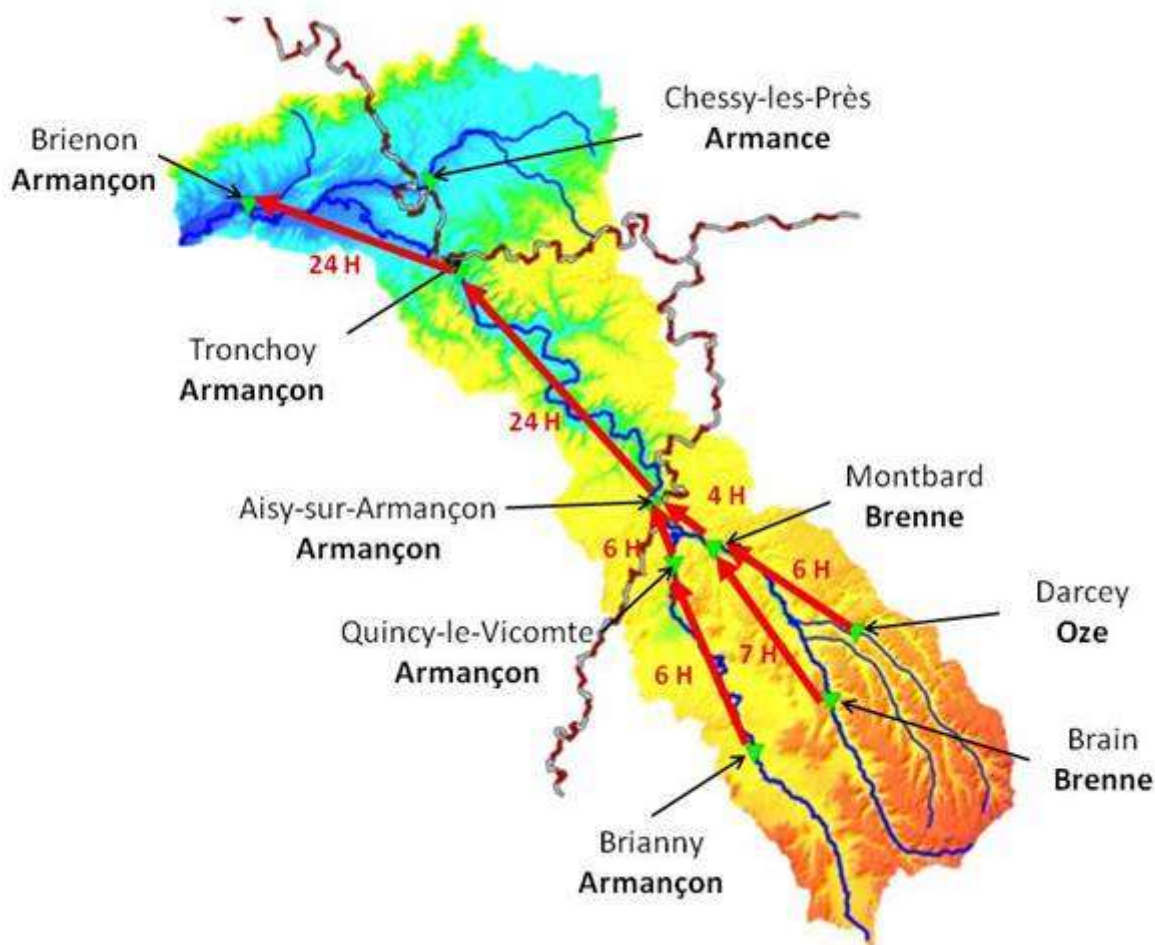 Chessy-les-Près
Armance
Brienon
Armançon
24 H
Tronchoy
Armançon
24 H
Montbard
Brenne
4 H
Aisy-sur-Armançon
Armançon
6 H
6 H
Darcey
Oze
Quincy-le-Vicomte
Armançon
7 H
6 H
Brain
Brenne
Brianny
Armançon